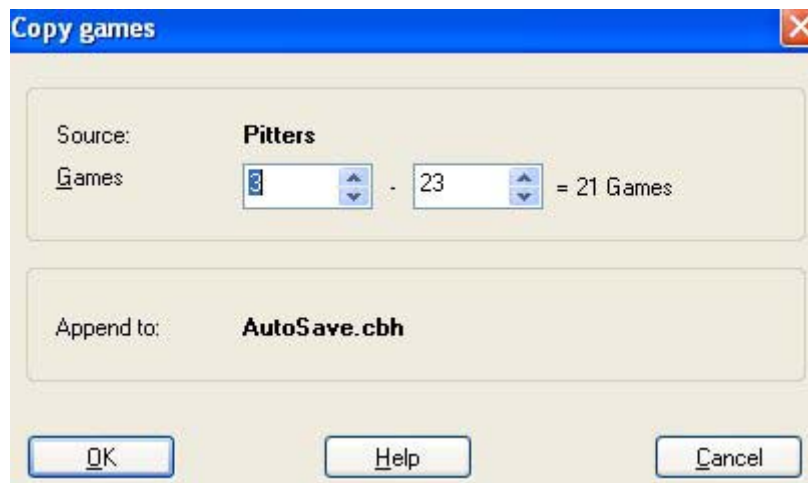 Copy games
Source: Pitters
Games 3 - 23 = 21 Games
Append to: AutoSave.cbh
OK Help Cancel